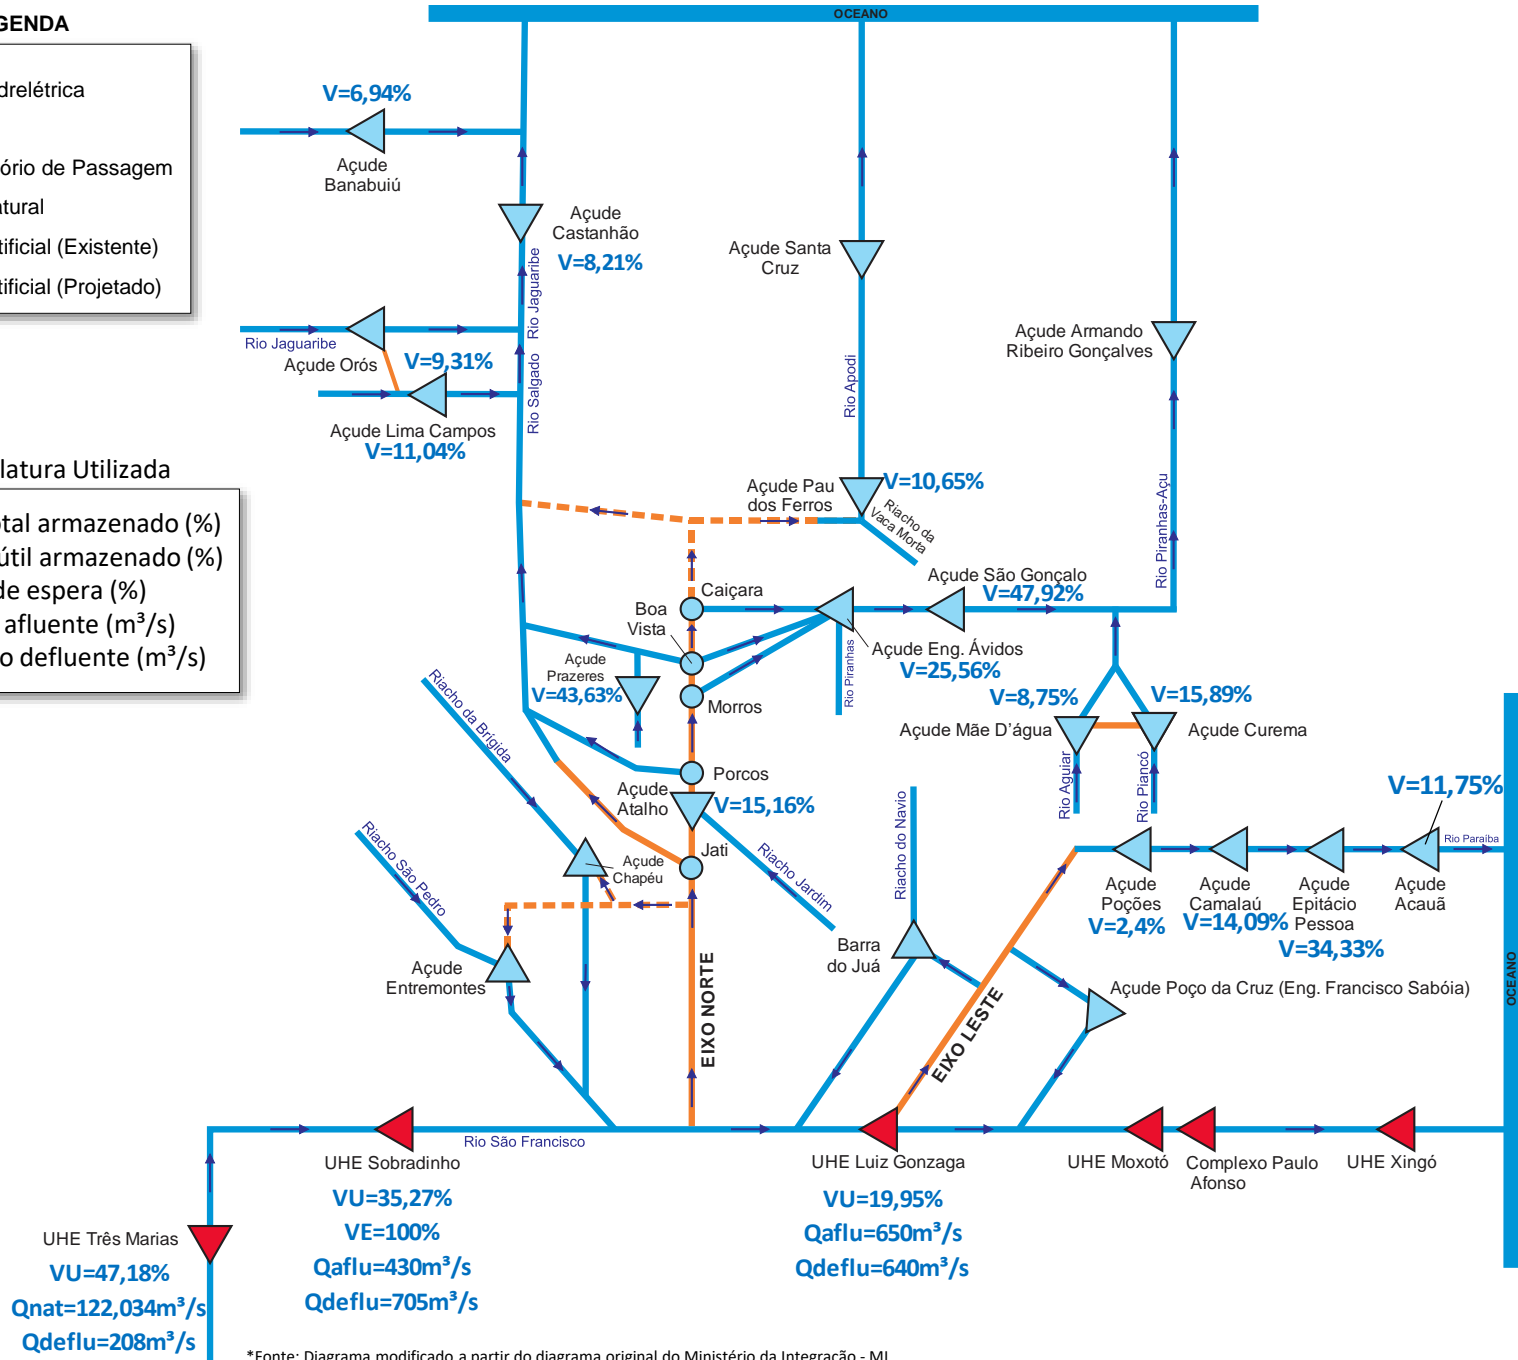 OCEANO
GENDA
drelétrica
ório de Passagem
atural
tificial (Existente)
tificial (Projetado)
V=6,94%
Açude
Banabuiú
Açude
Castanhão
V=8,21%
Rio Jaguaribe
Açude Santa
Cruz
Rio Jaguaribe
Açude Orós
V=9,31%
Rio Salgado
Açude Lima Campos
V=11,04%
Rio Apodi
Açude Armando
Ribeiro Gonçalves
latura Utilizada
otal armazenado (%)
útil armazenado (%)
de espera (%)
afluente (m³/s)
o defluente (m³/s)
Açude Pau
dos Ferros
V=10,65%
Riacho da
Vaca Morta
Rio Piranhas-Açu
Açude São Gonçalo
V=47,92%
Caiçara
Boa
Vista
Açude Eng. Ávidos
V=25,56%
Rio Piranhas
Açude
Prazeres
V=43,63%
Morros
Riacho da Brígida
V=8,75%
V=15,89%
Açude Mãe D'água
Açude Curema
Rio Aguiar
Rio Piancó
Porcos
Açude
Atalho
V=15,16%
V=11,75%
Riacho São Pedro
Jati
Açude
Chapéu
Riacho Jardim
Riacho do Navio
Rio Paraíba
Açude
Poções
V=2,4%
Açude
Camalaú
V=14,09%
Açude
Epitácio
Pessoa
V=34,33%
Açude
Acauã
Açude
Entremontes
Barra
do Juá
Açude Poço da Cruz (Eng. Francisco Sabóia)
OCEANO
EIXO NORTE
EIXO LESTE
Rio São Francisco
UHE Sobradinho
VU=35,27%
VE=100%
Qaflu=430m³/s
Qdeflu=705m³/s
UHE Luiz Gonzaga
VU=19,95%
Qaflu=650m³/s
Qdeflu=640m³/s
UHE Moxotó
Complexo Paulo
Afonso
UHE Xingó
UHE Três Marias
VU=47,18%
Qnat=122,034m³/s
Qdeflu=208m³/s
*Fonte: Diagrama modificado a partir do diagrama original do Ministério da Integração - MI